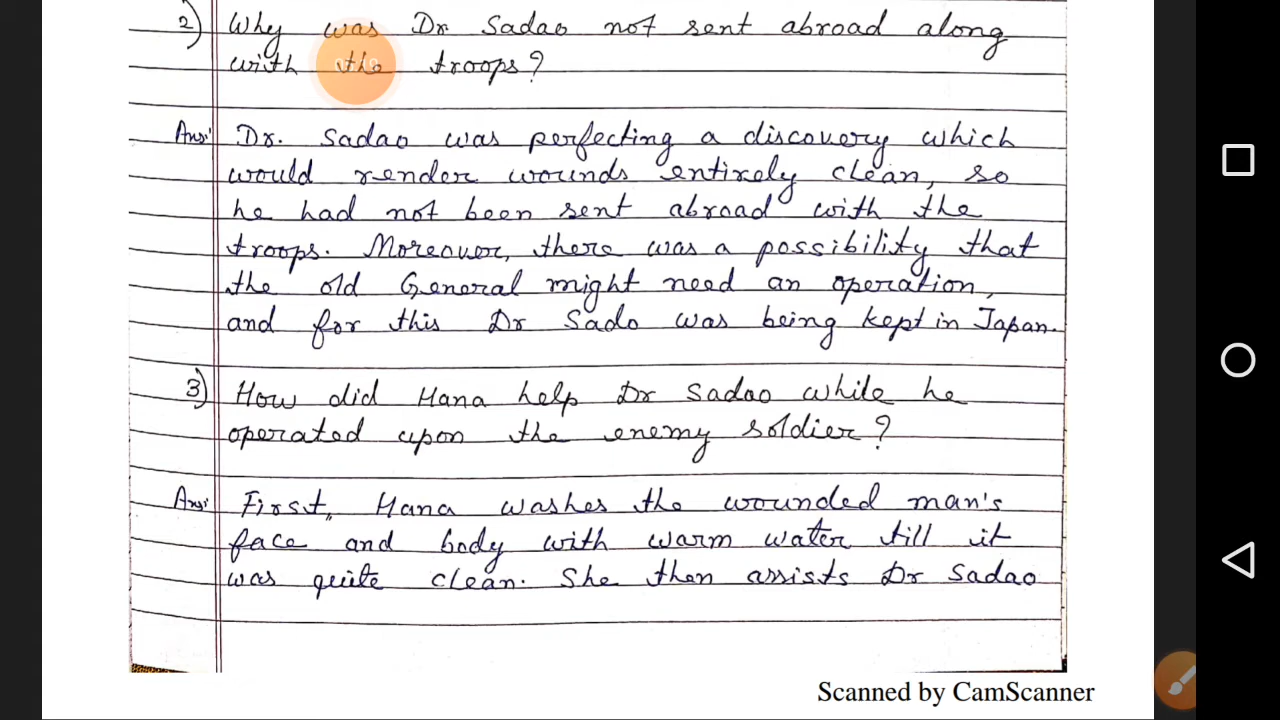 2) Why was Dr Sadao not sent abroad along
with the troops?
Ans:' Dr. Sadao was perfecting a discovery which
would render wounds entirely clean, so
he had not been sent abroad with the
troops. Moreover, there was a possibility that
the old General might need an operation,
and for this Dr Sado was being kept in Japan.
3) How did Hana help Dr Sadao while he
operated upon the enemy soldier?
Ans:' First, Hana washes the wounded man's
face and body with warm water till it
was quite clean. She then assists Dr Sadao
Scanned by CamScanner